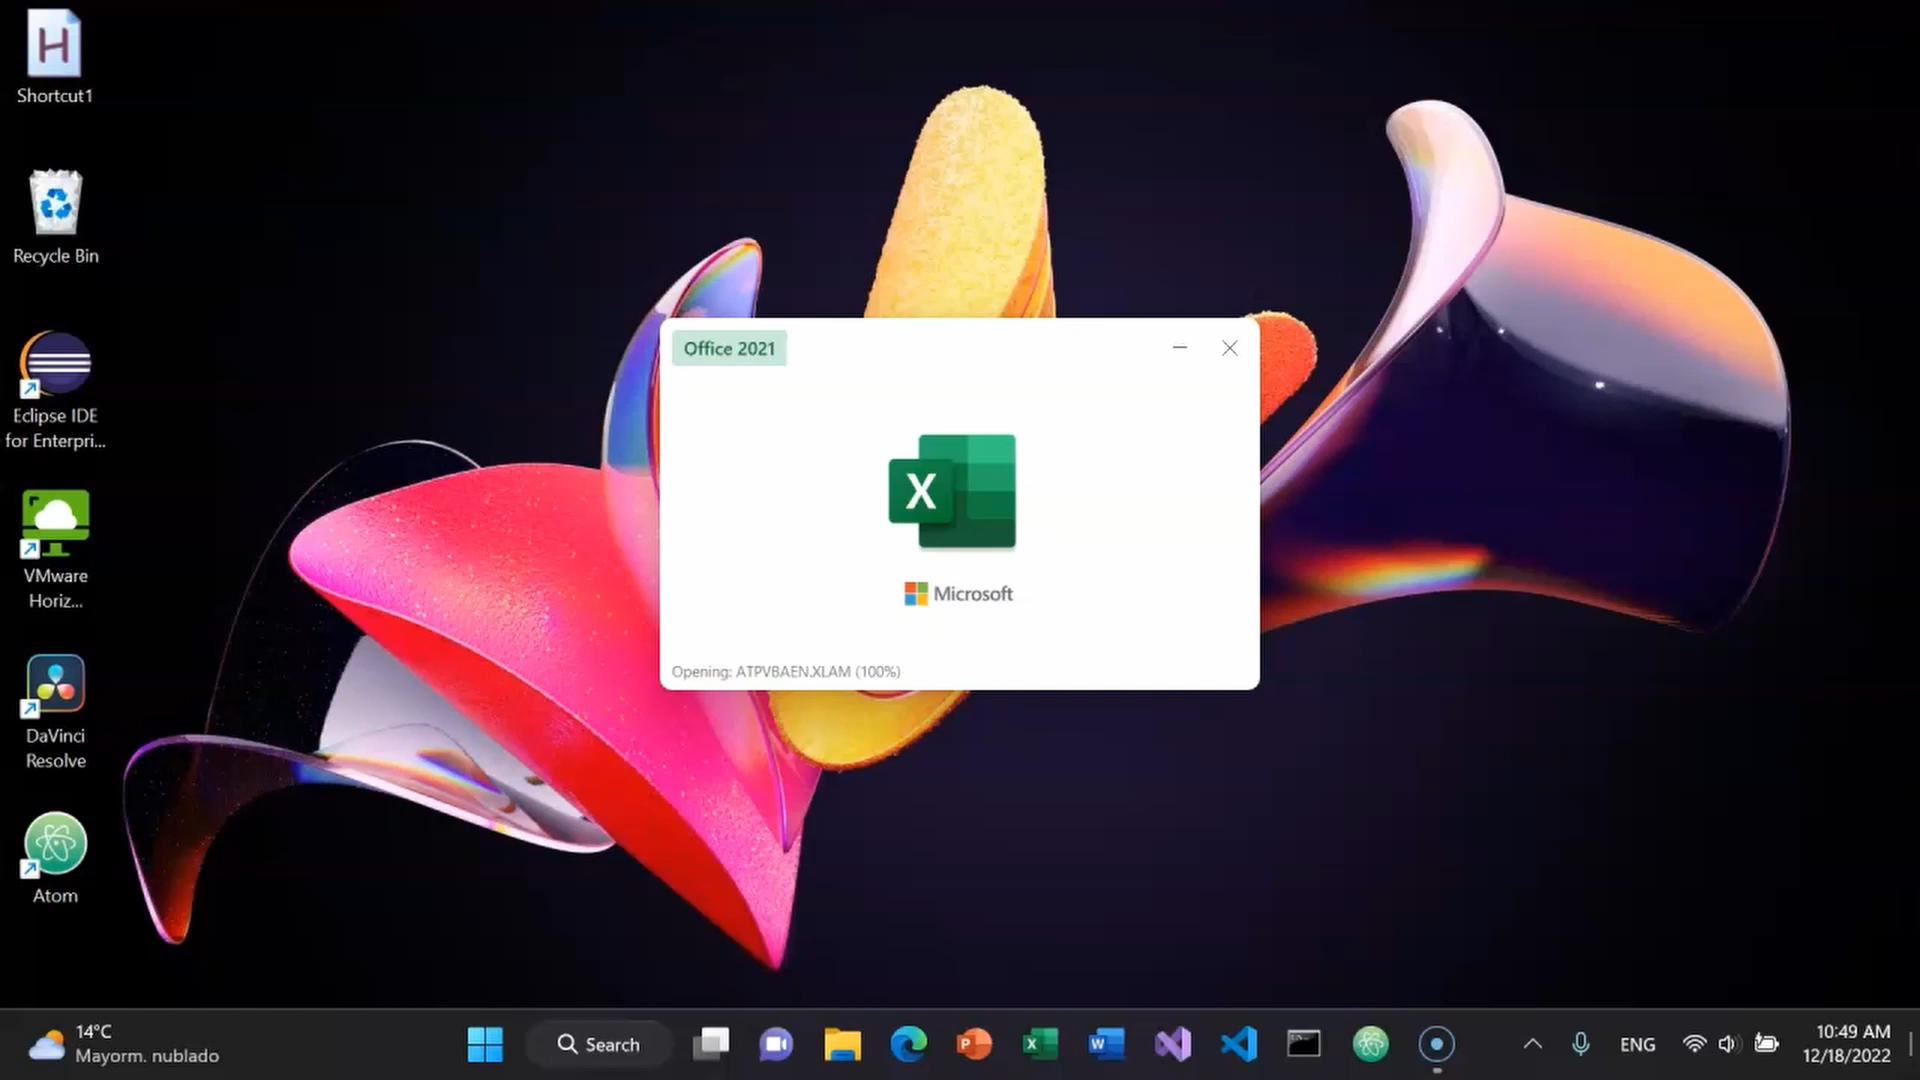 Shortcut1
Recycle Bin
Eclipse IDE
for Enterpri...
VMware
Horiz...
DaVinci
Resolve
Atom
Office 2021
X
Microsoft
Opening: ATPVBAEN.XLAM (100%)
14°C
Mayorm. nublado
Search
P
X
W
ENG
10:49 AM
12/18/2022